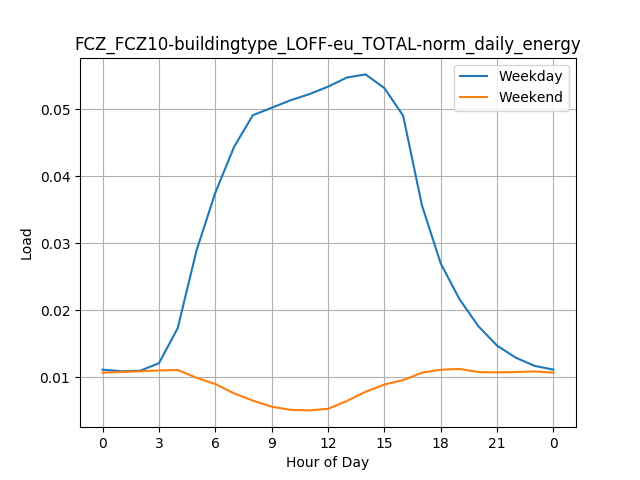 FCZ_FCZ10-buildingtype_LOFF-eu_TOTAL-norm_daily_energy
Weekday
Weekend
0.05
0.04
0.03
0.02
0.01
Load
0 3 6 9 12 15 18 21 0
Hour of Day